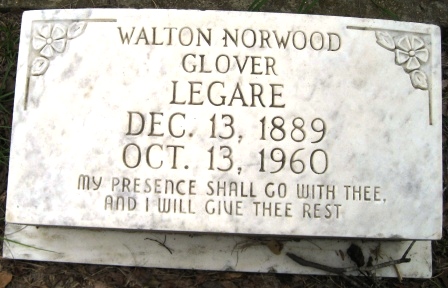 WALTON NORWOOD
GLOVER
LEGARE
DEC. 13, 1889
OCT. 13, 1960
MY PRESENCE SHALL GO WITH THEE,
AND I WILL GIVE THEE REST